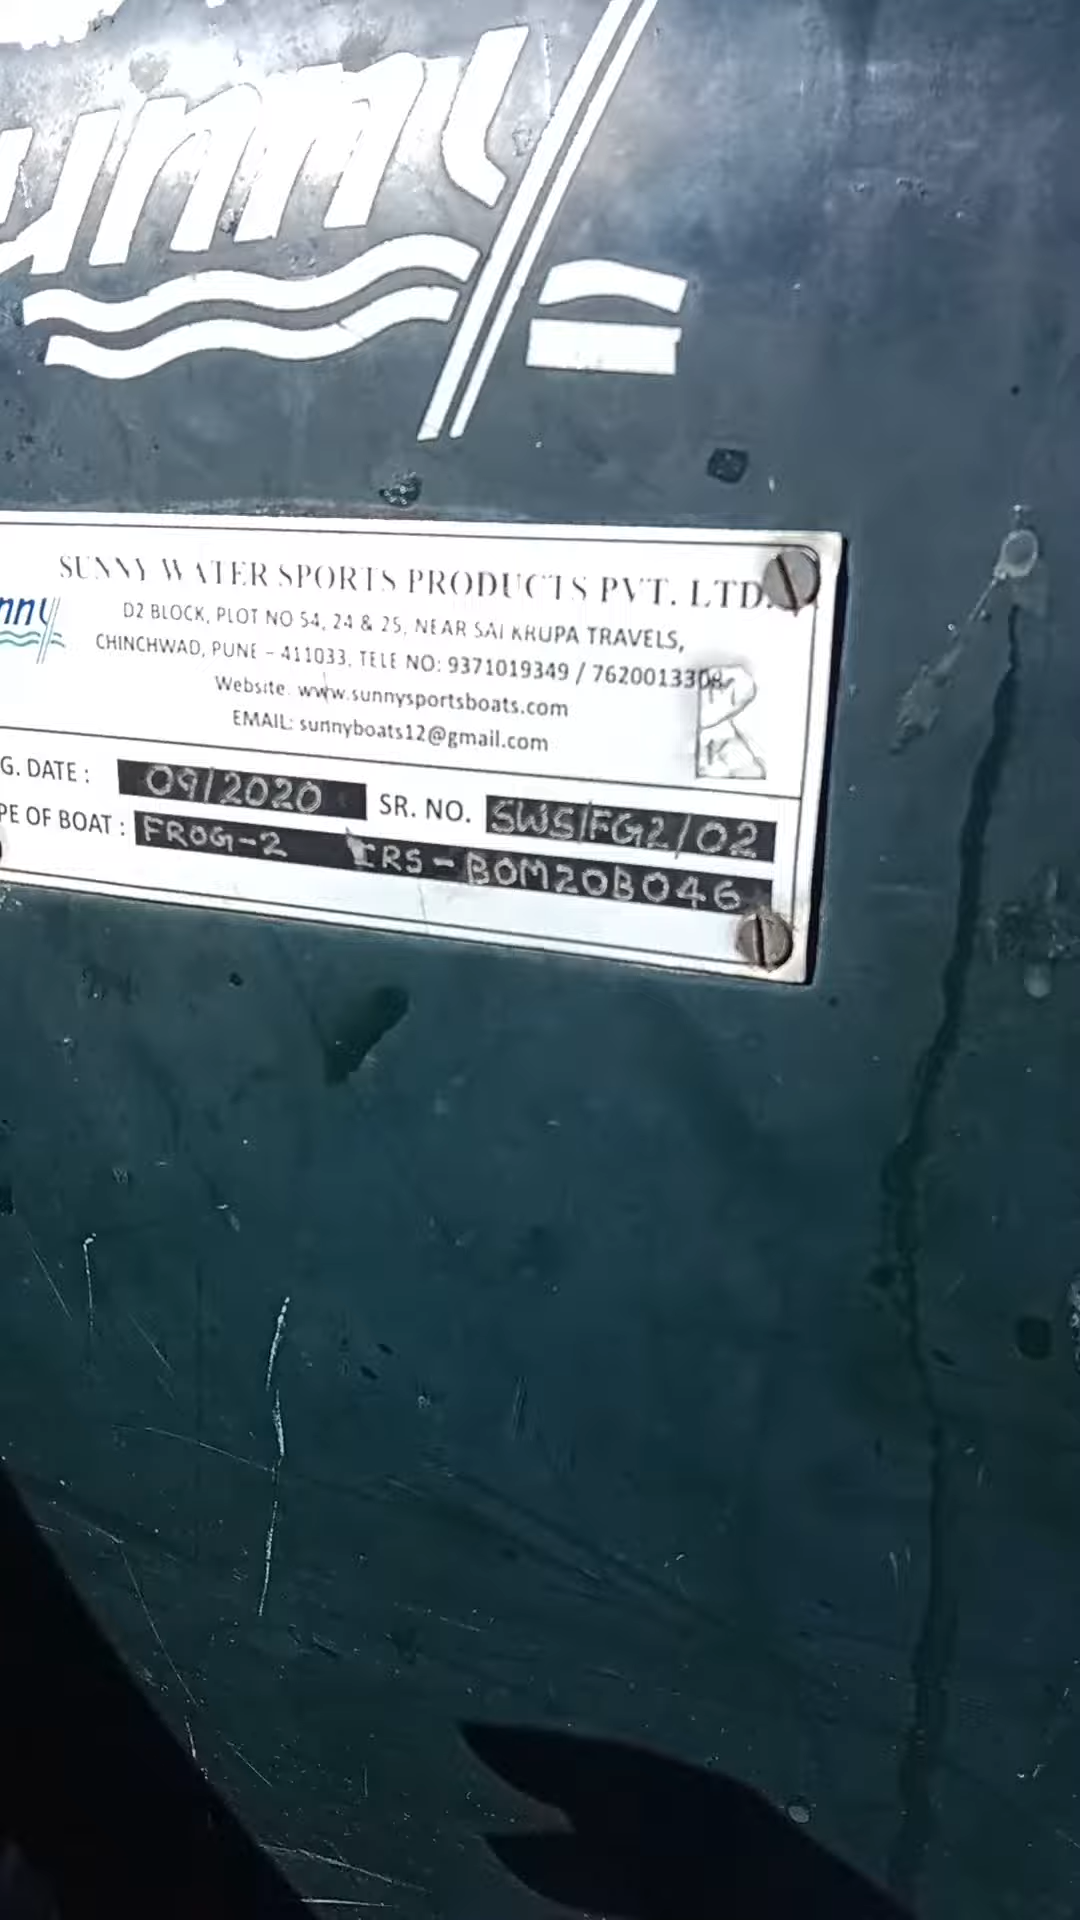 unny
SUNNY WATER SPORTS PRODUCTS PVT. LTD.
nny
D2 BLOCK, PLOT NO 54, 24 & 25, NEAR SAI KRUPA TRAVELS,
CHINCHWAD, PUNE - 411033, TELE NO: 9371019349 / 7620013308
Website. www.sunnysportsboats.com
EMAIL: sunnyboats12@gmail.com
G. DATE : 09/2020 SR. NO. SWS/FG2/02
PE OF BOAT : FROG-2 IRS-BOM20B046